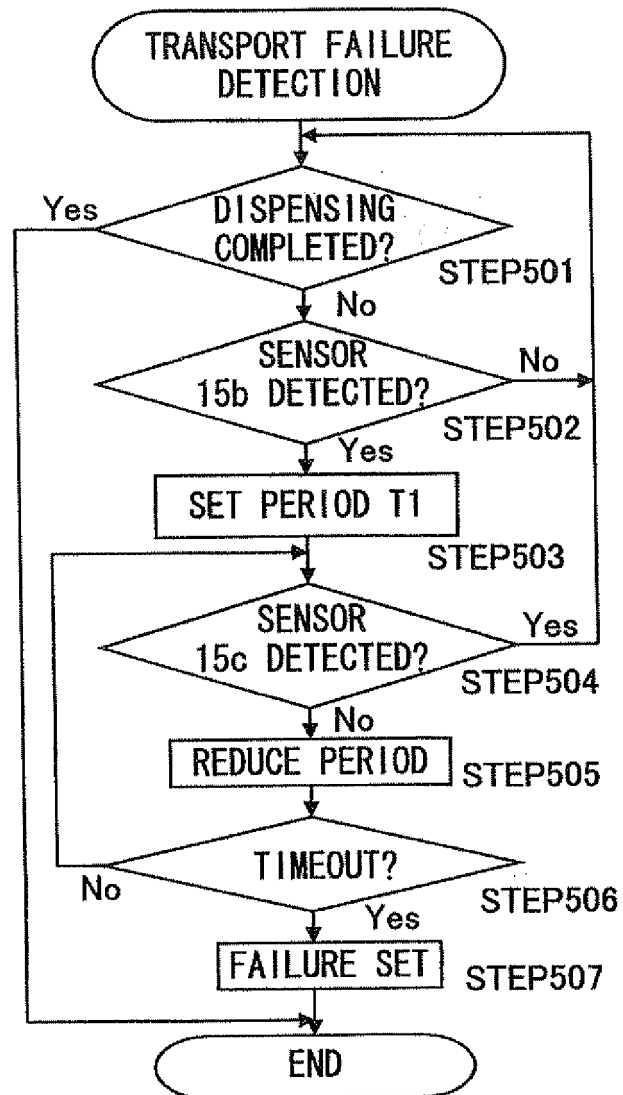 TRANSPORT FAILURE
DETECTION
Yes
DISPENSING
COMPLETED?
STEP501
No
SENSOR
15b DETECTED?
No
STEP502
Yes
SET PERIOD T1
STEP503
SENSOR
15c DETECTED?
Yes
STEP504
No
REDUCE PERIOD
STEP505
TIMEOUT?
No
STEP506
Yes
FAILURE SET
STEP507
END